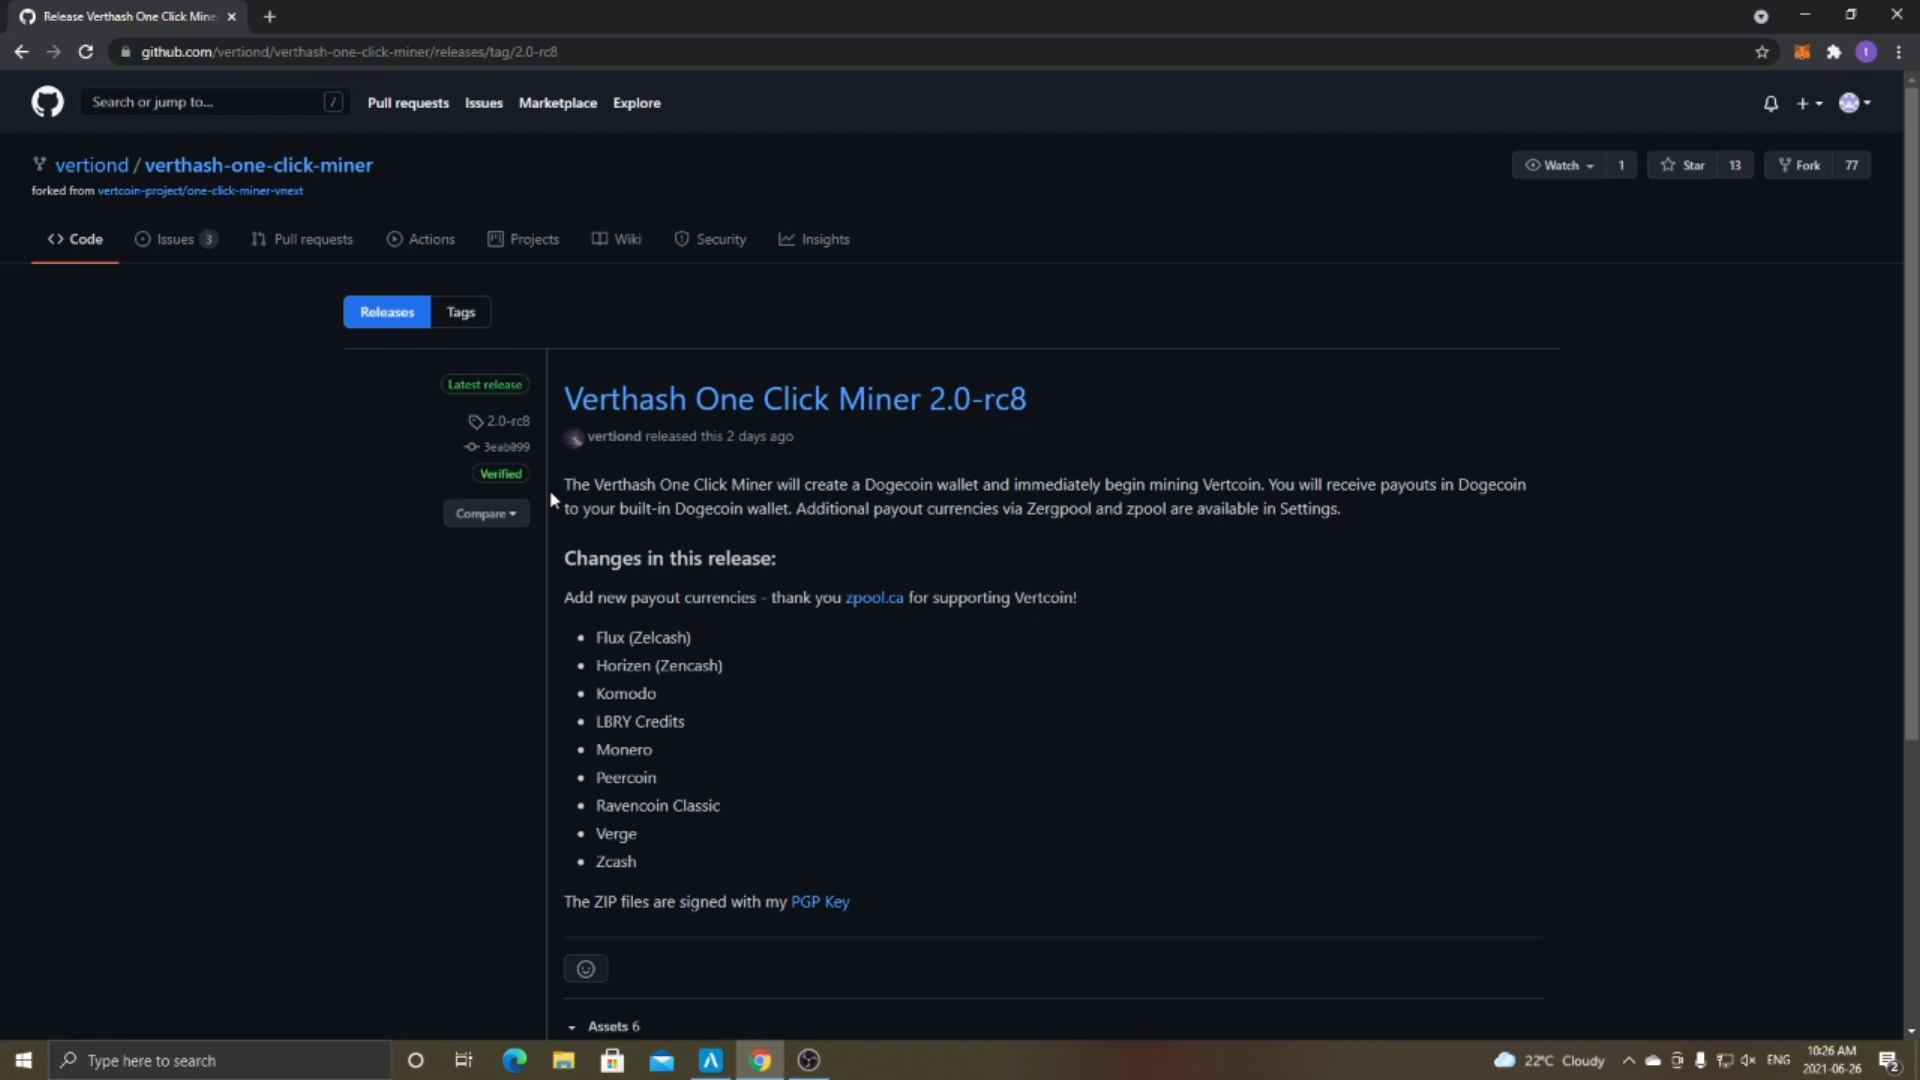 Release Verthash One Click Mine
github.com/vertiond/verthash-one-click-miner/releases/tag/2.0-rc8
t
Search or jump to...
/
Pull requests
Issues
Marketplace
Explore
vertiond / verthash-one-click-miner
Watch
1
Star
13
Fork
77
forked from vertcoin-project/one-click-miner-vnext
Code
Issues 3
Pull requests
Actions
Projects
Wiki
Security
Insights
Releases
Tags
Latest release
2.0-rc8
3eab099
Verified
Compare
Verthash One Click Miner 2.0-rc8
vertiond released this 2 days ago
The Verthash One Click Miner will create a Dogecoin wallet and immediately begin mining Vertcoin. You will receive payouts in Dogecoin
to your built-in Dogecoin wallet. Additional payout currencies via Zergpool and zpool are available in Settings.
Changes in this release:
Add new payout currencies - thank you zpool.ca for supporting Vertcoin!
• Flux (Zelcash)
• Horizen (Zencash)
• Komodo
• LBRY Credits
• Monero
• Peercoin
• Ravencoin Classic
• Verge
• Zcash
The ZIP files are signed with my PGP Key
Assets 6
Type here to search
22°C Cloudy
ENG
10:26 AM
2021-06-26
2